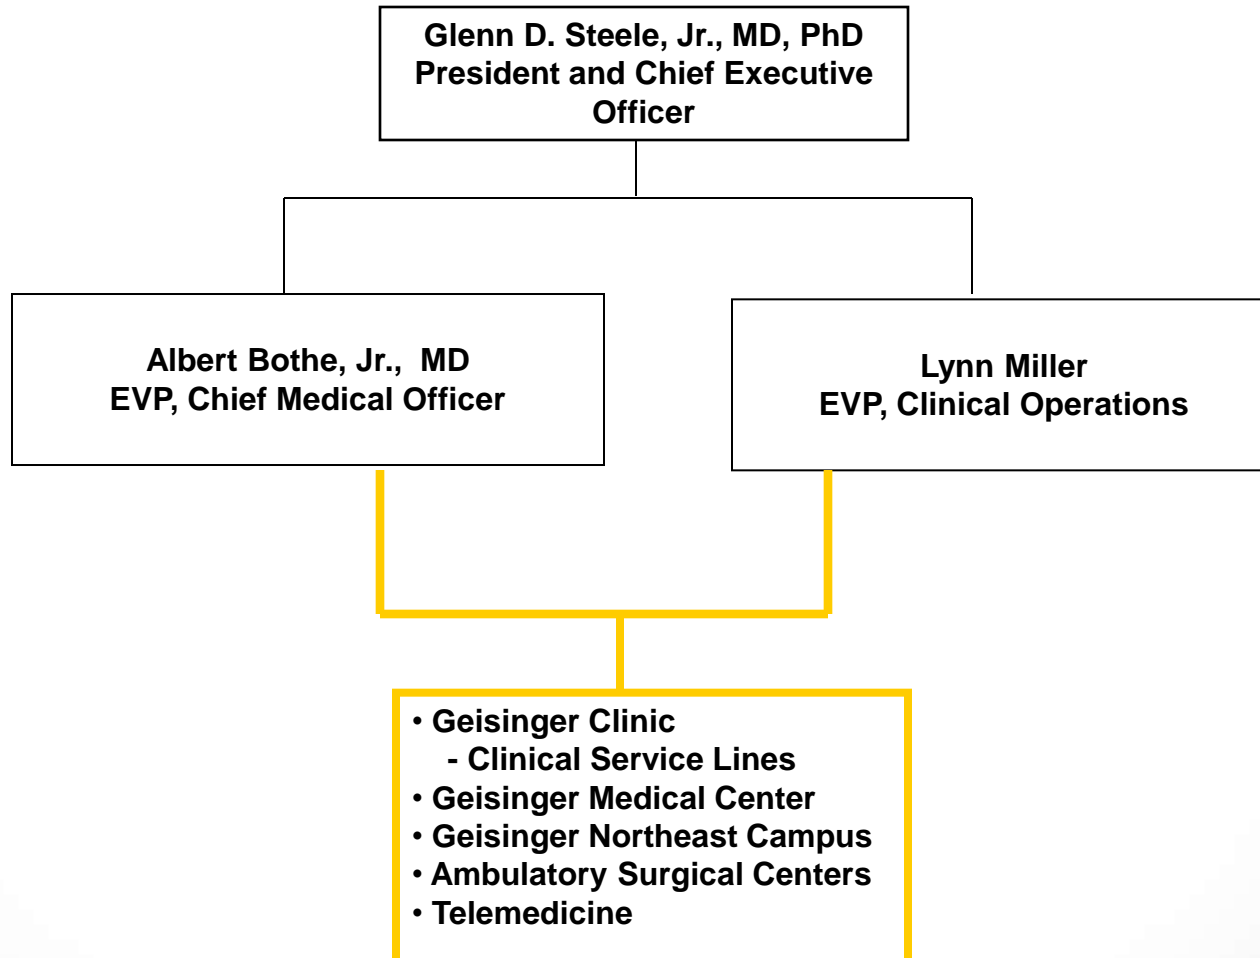 Glenn D. Steele, Jr., MD, PhD
President and Chief Executive
Officer
Albert Bothe, Jr., MD
EVP, Chief Medical Officer
Lynn Miller
EVP, Clinical Operations
• Geisinger Clinic
- Clinical Service Lines
• Geisinger Medical Center
• Geisinger Northeast Campus
• Ambulatory Surgical Centers
• Telemedicine